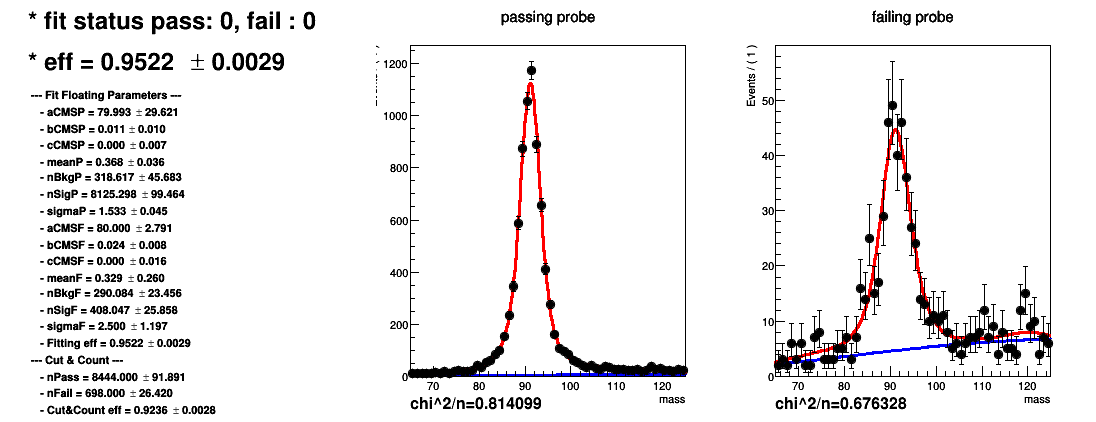 * fit status pass: 0, fail : 0
* eff = 0.9522 ± 0.0029
--- Fit Floating Parameters ---
- aCMSP = 79.993 ± 29.621
- bCMSP = 0.011 ± 0.010
- cCMSP = 0.000 ± 0.007
- meanP = 0.368 ± 0.036
- nBkgP = 318.617 ± 45.683
- nSigP = 8125.298 ± 99.464
- sigmaP = 1.533 ± 0.045
- aCMSF = 80.000 ± 2.791
- bCMSF = 0.024 ± 0.008
- cCMSF = 0.000 ± 0.016
- meanF = 0.329 ± 0.260
- nBkgF = 290.084 ± 23.456
- nSigF = 408.047 ± 25.858
- sigmaF = 2.500 ± 1.197
- Fitting eff = 0.9522 ± 0.0029
--- Cut & Count ---
- nPass = 8444.000 ± 91.891
- nFail = 698.000 ± 26.420
- Cut&Count eff = 0.9236 ± 0.0028
passing probe
1200
1000
800
600
400
200
0
70 80 90 100 110 120
mass
chi^2/n=0.814099
failing probe
Events / ( 1 )
50
40
30
20
10
0
70 80 90 100 110 120
mass
chi^2/n=0.676328